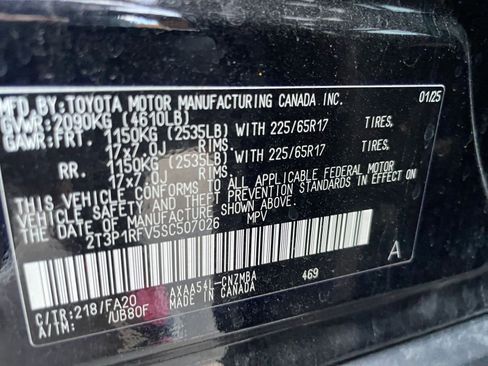 MFD.BY:TOYOTA MOTOR MANUFACTURING CANADA INC. 01/25
GVWR:2090KG (4610LB)
GAWR:FRT. 1150KG (2535LB) WITH 225/65R17 TIRES,
17x7.0J RIMS.
RR. 1150KG (2535LB) WITH 225/65R17 TIRES,
17x7.0J RIMS.
THIS VEHICLE CONFORMS TO ALL APPLICABLE FEDERAL MOTOR
VEHICLE SAFETY AND THEFT PREVENTION STANDARDS IN EFFECT
ON THE DATE OF MANUFACTURE SHOWN ABOVE.
2T3P1RFV5SC507026 MPV
A
C/TR:218/FA20 AXAA54L-CNZMBA 469
A/TM: /UB80F MADE IN CANADA